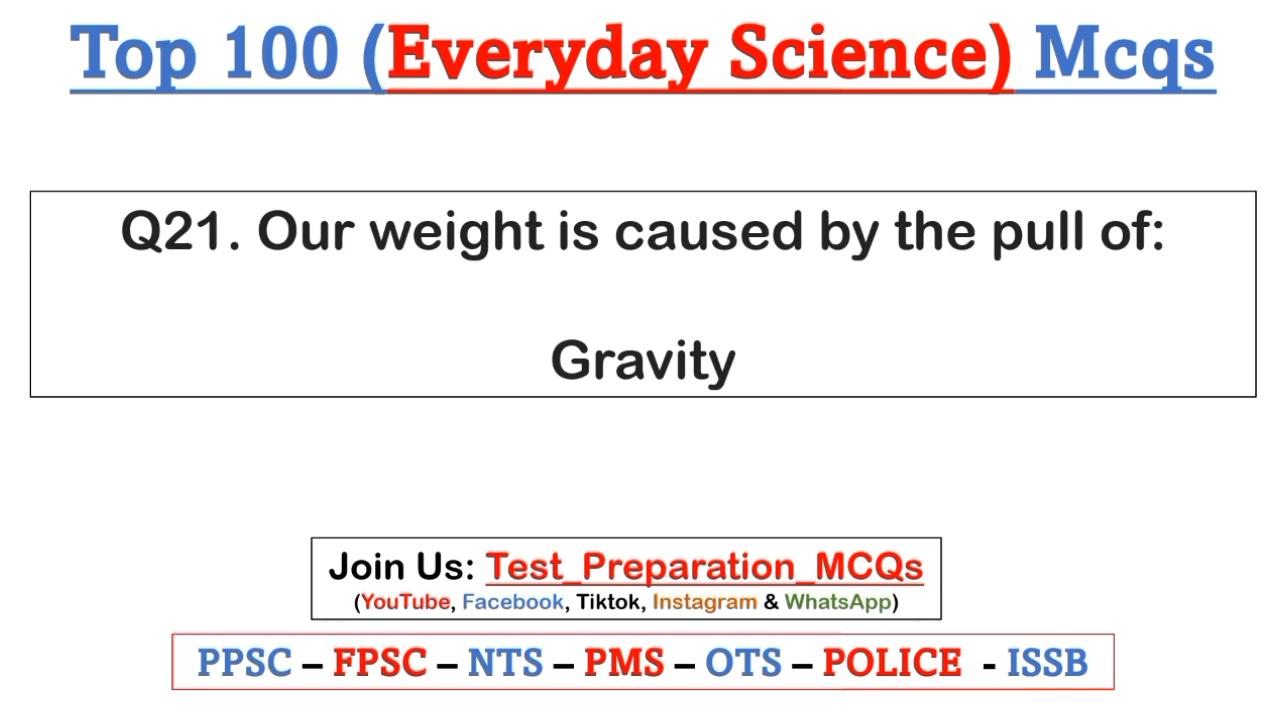 Top 100 (Everyday Science) Mcqs
Q21. Our weight is caused by the pull of:
Gravity
Join Us: Test_Preparation_MCQs
(YouTube, Facebook, Tiktok, Instagram & WhatsApp)
PPSC – FPSC – NTS – PMS – OTS – POLICE - ISSB